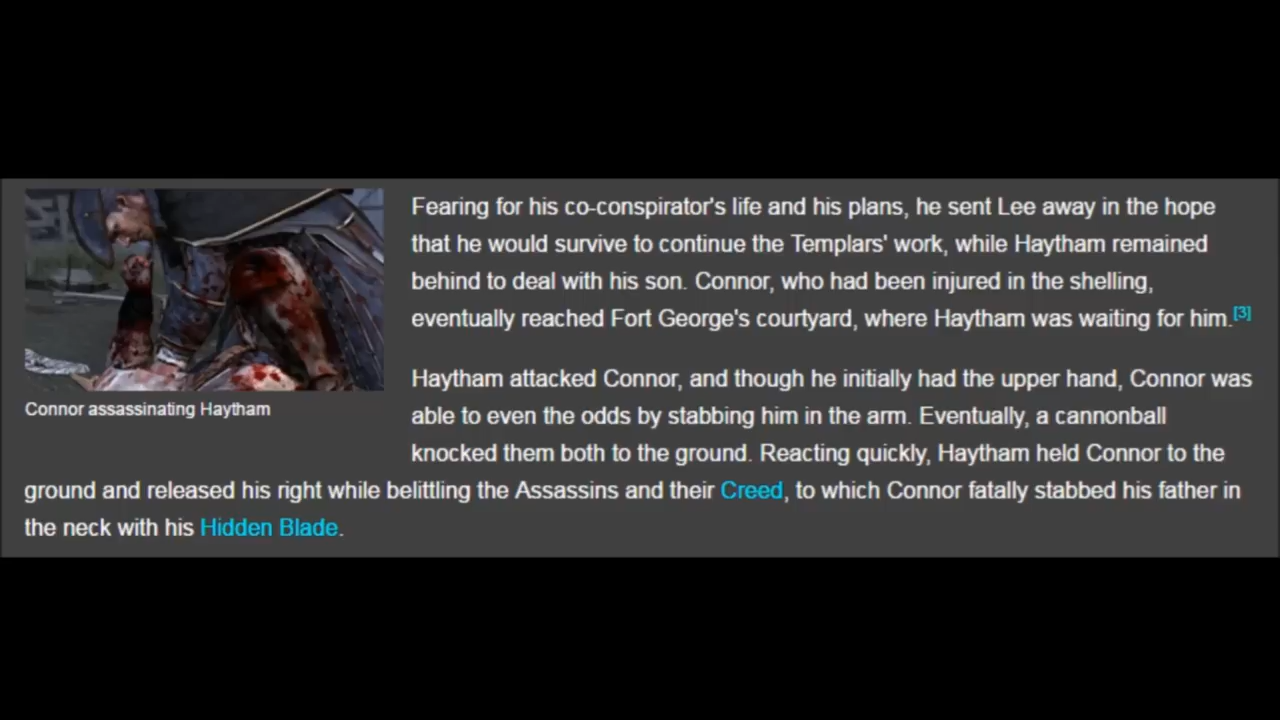 Fearing for his co-conspirator's life and his plans, he sent Lee away in the hope
that he would survive to continue the Templars' work, while Haytham remained
behind to deal with his son. Connor, who had been injured in the shelling,
eventually reached Fort George's courtyard, where Haytham was waiting for him.[3]
Haytham attacked Connor, and though he initially had the upper hand, Connor was
able to even the odds by stabbing him in the arm. Eventually, a cannonball
knocked them both to the ground. Reacting quickly, Haytham held Connor to the
ground and released his right while belittling the Assassins and their Creed, to which Connor fatally stabbed his father in
the neck with his Hidden Blade.
Connor assassinating Haytham